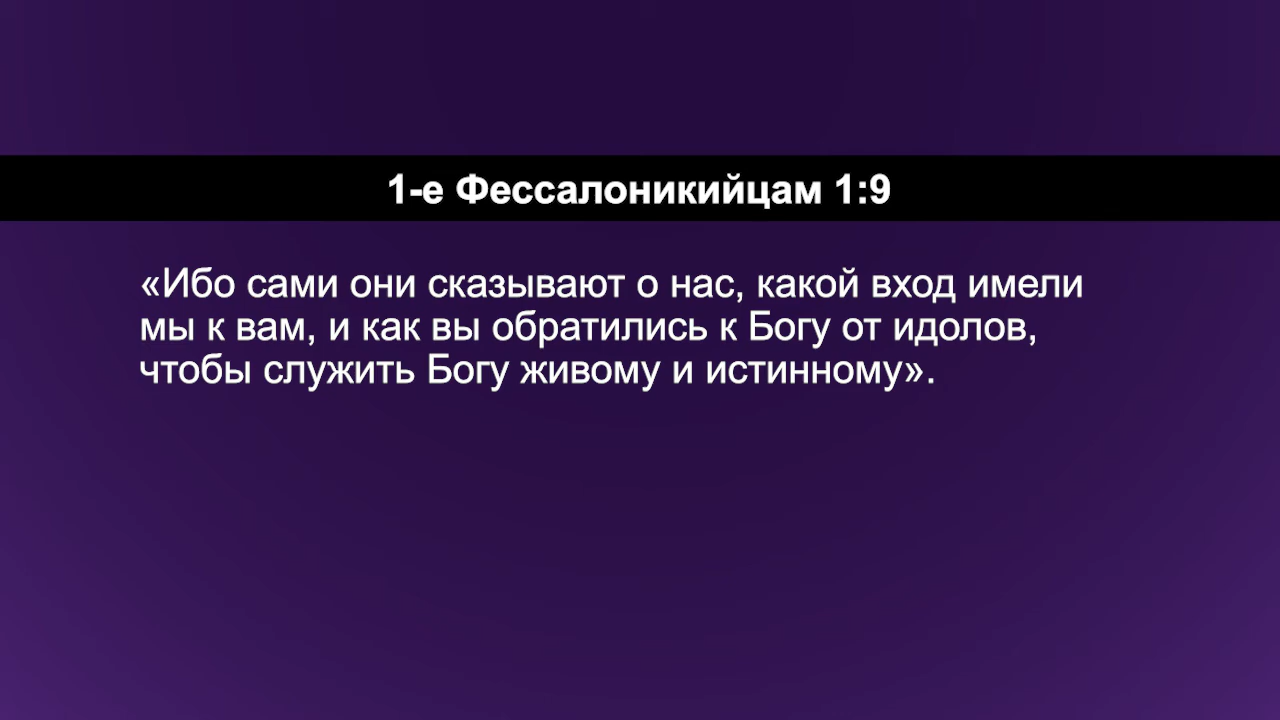 1-е Фессалоникийцам 1:9
«Ибо сами они сказывают о нас, какой вход имели
мы к вам, и как вы обратились к Богу от идолов,
чтобы служить Богу живому и истинному».